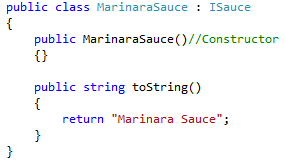 public class MarinaraSauce : ISauce
{
    public MarinaraSauce()//Constructor
    {}

    public string toString()
    {
        return "Marinara Sauce";
    }
}